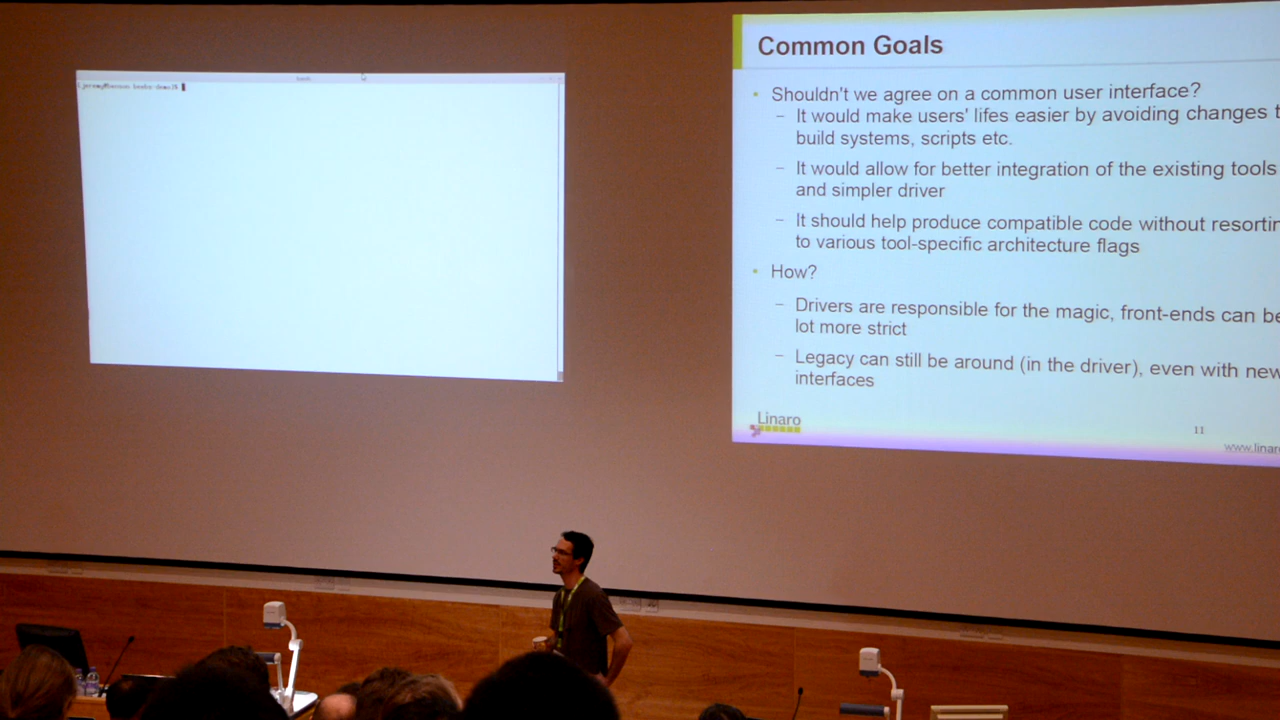 Common Goals
• Shouldn't we agree on a common user interface?
– It would make users' lifes easier by avoiding changes t
build systems, scripts etc.
– It would allow for better integration of the existing tools
and simpler driver
– It should help produce compatible code without resortin
to various tool-specific architecture flags
• How?
– Drivers are responsible for the magic, front-ends can be
lot more strict
– Legacy can still be around (in the driver), even with new
interfaces
Linaro
11
www.linaro